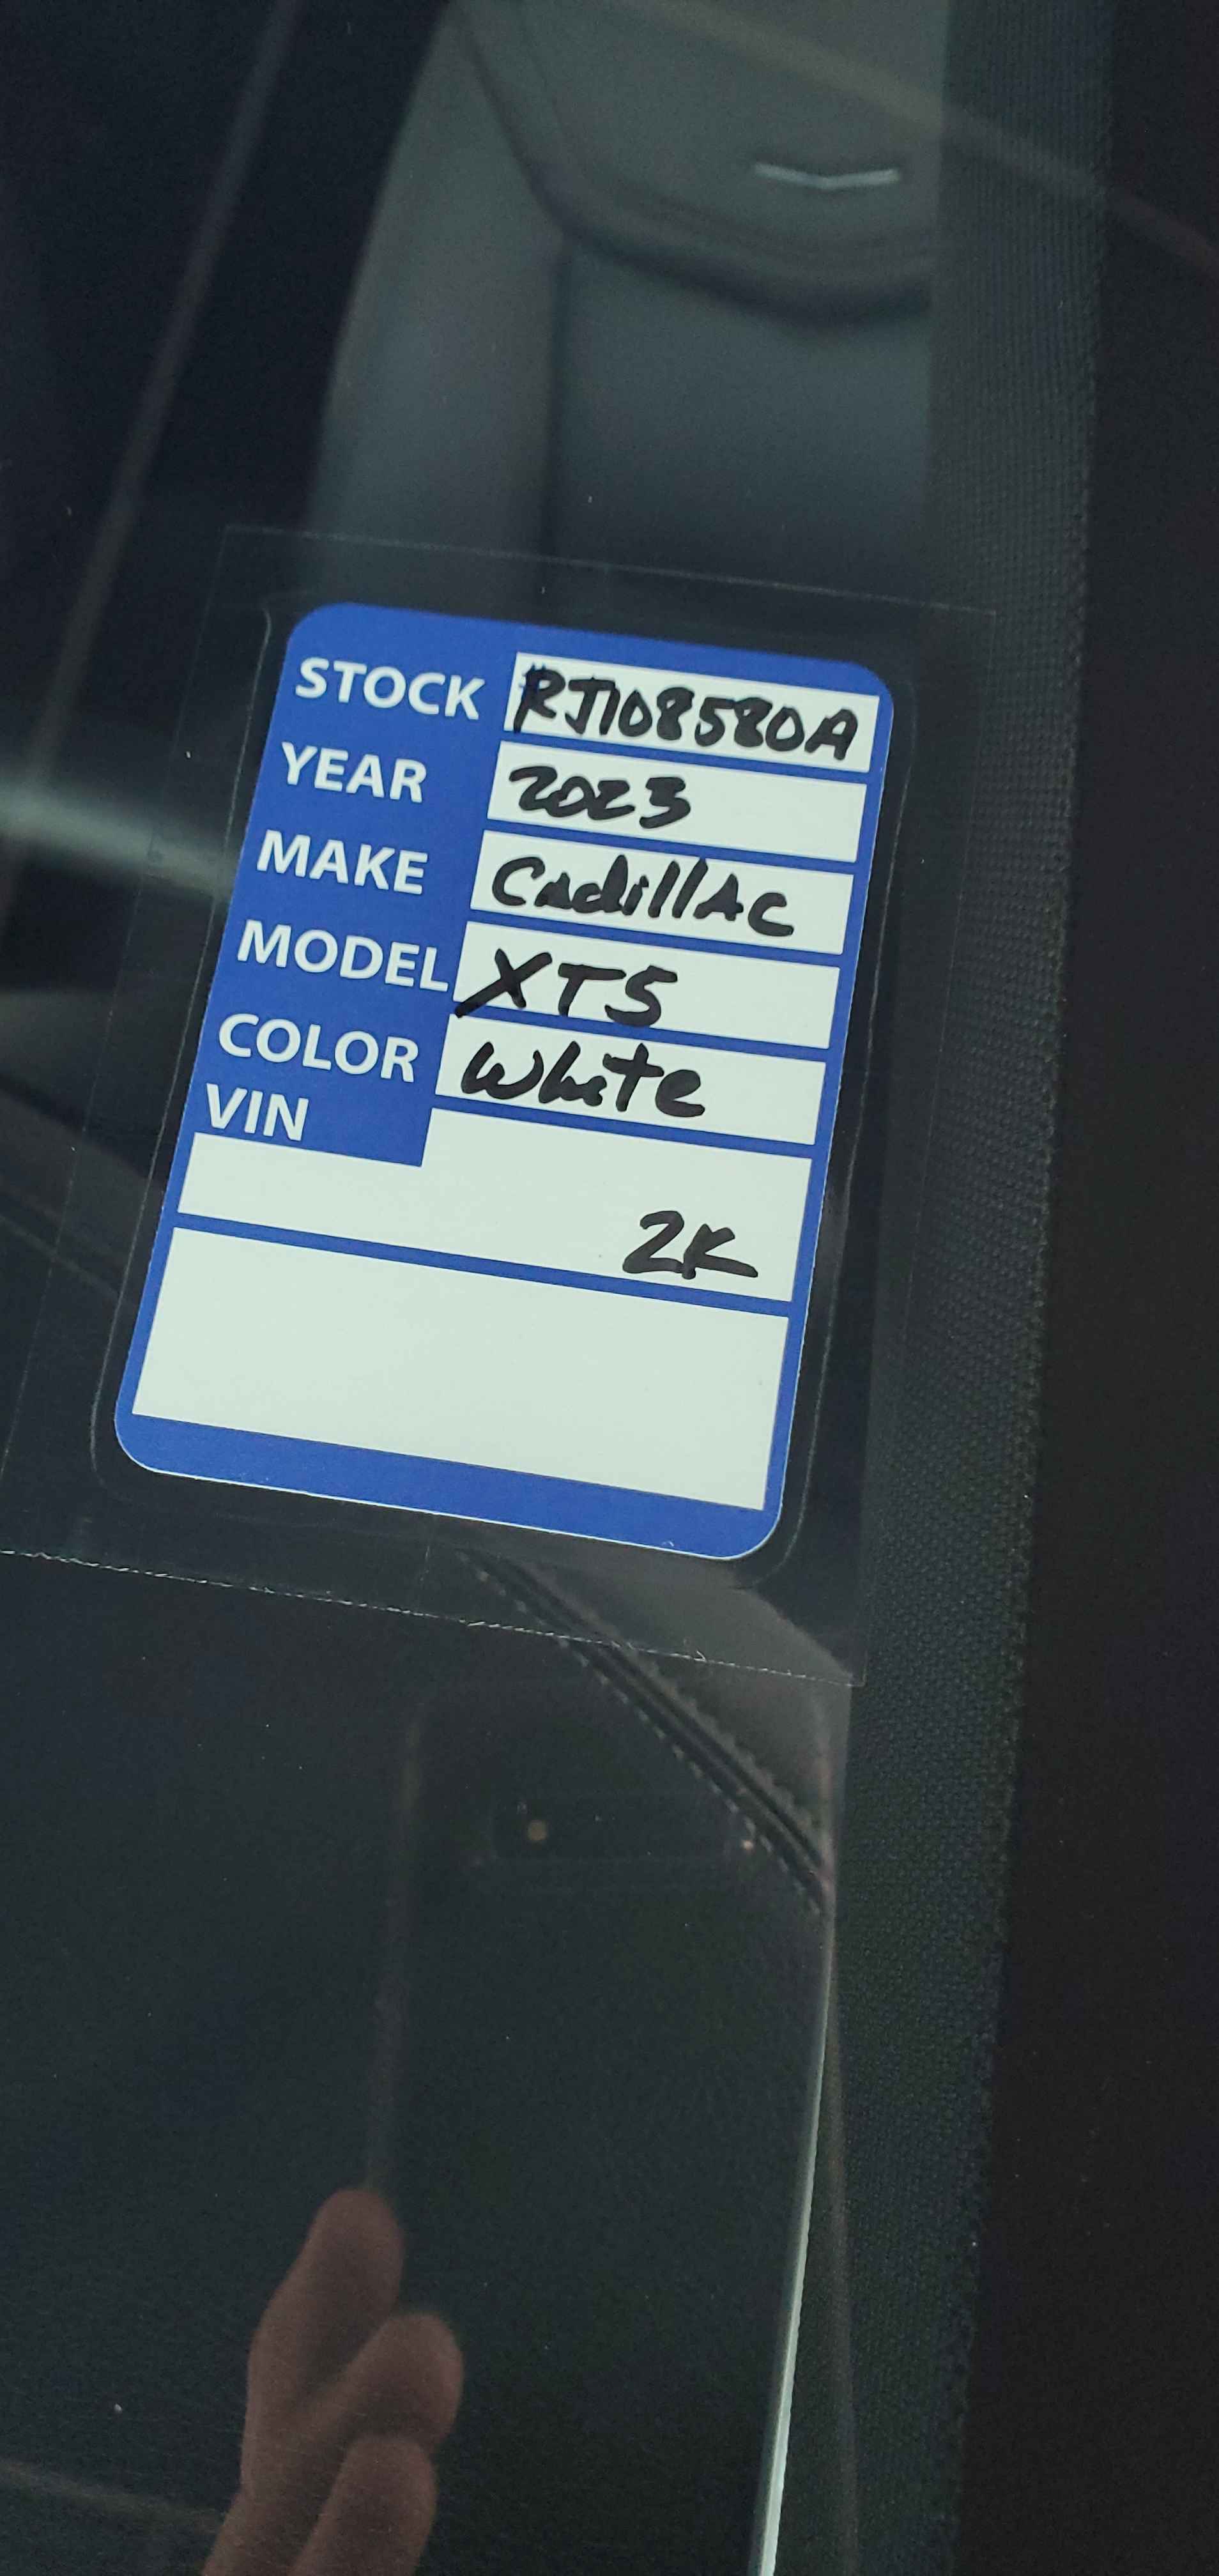 STOCK RJ108580A
YEAR 2023
MAKE CadillAC
MODEL XT5
COLOR White
VIN
2K